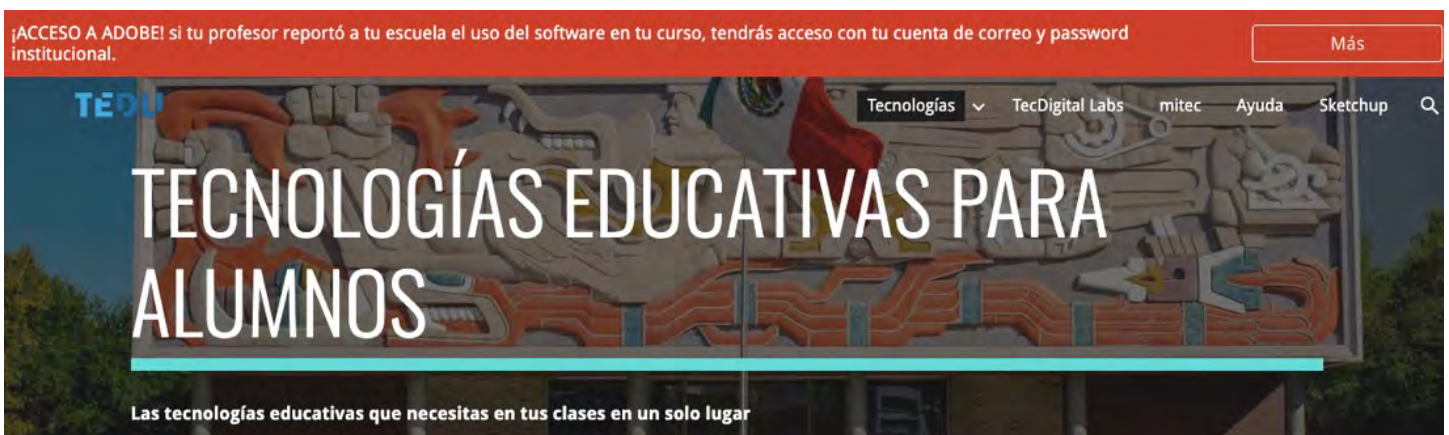 ¡ACCESO A ADOBE! si tu profesor reportó a tu escuela el uso del software en tu curso, tendrás acceso con tu cuenta de correo y password
institucional.
Más
TEDU
Tecnologías
TecDigital Labs
mitec
Ayuda
Sketchup
TECNOLOGÍAS EDUCATIVAS PARA
ALUMNOS
Las tecnologías educativas que necesitas en tus clases en un solo lugar